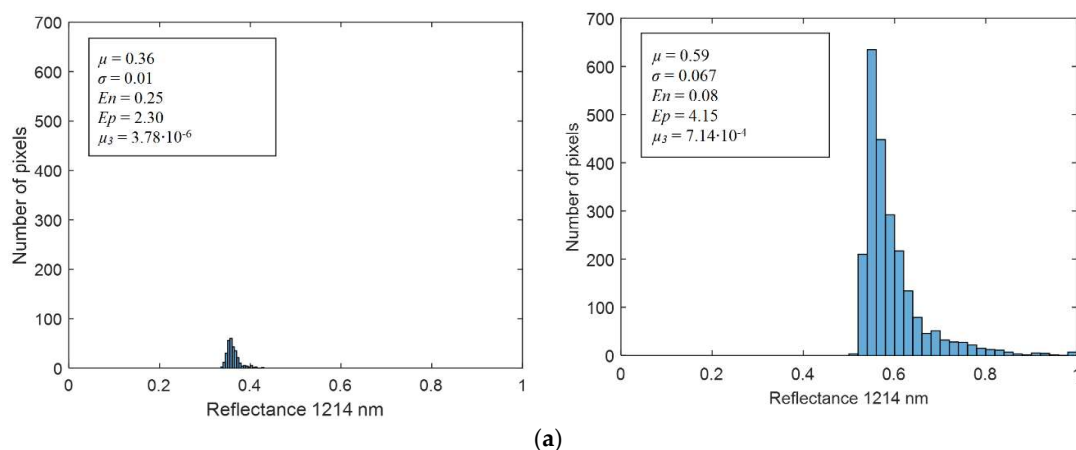 700
600
500
400
300
200
100
0
Number of pixels
μ = 0.36
σ = 0.01
En = 0.25
Ep = 2.30
μ₃ = 3.78·10⁻⁶
0 0.2 0.4 0.6 0.8 1
Reflectance 1214 nm
700
600
500
400
300
200
100
0
Number of pixels
μ = 0.59
σ = 0.067
En = 0.08
Ep = 4.15
μ₃ = 7.14·10⁻⁴
0 0.2 0.4 0.6 0.8 1
Reflectance 1214 nm
(a)